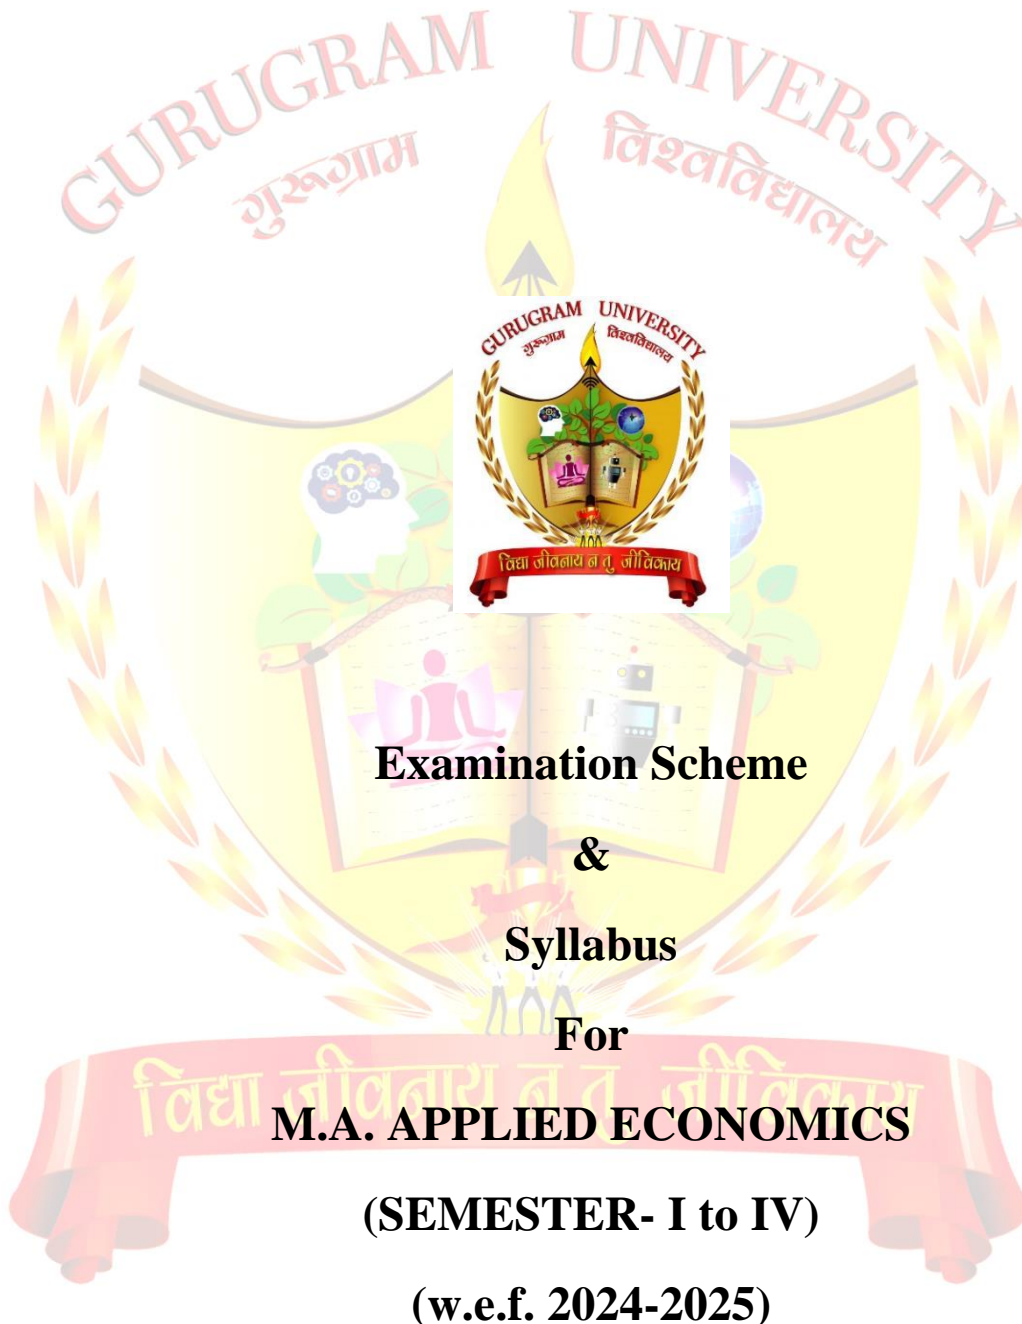 GURUGRAM UNIVERSITY
गुरूग्राम विश्वविद्यालय
GURUGRAM UNIVERSITY
गुरूग्राम विश्वविद्यालय
विद्या जीवनाय न तु जीविकाय
Examination Scheme
&
Syllabus
For
विद्या जीवनाय न तु जीविकाय
M.A. APPLIED ECONOMICS
(SEMESTER- I to IV)
(w.e.f. 2024-2025)